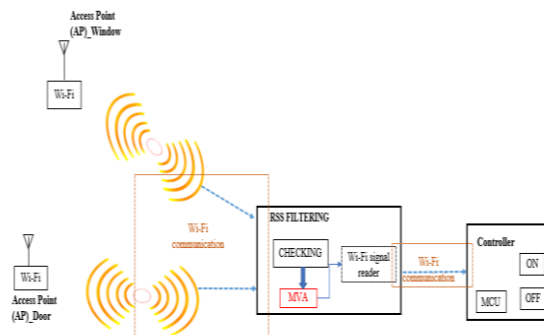 Access Point
(AP)_Window
Wi-Fi
Wi-Fi
communication
Wi-Fi
Access Point
(AP)_Door
RSS FILTERING
CHECKING
MVA
Wi-Fi signal
reader
Wi-Fi
communication
Controller
ON
MCU
OFF